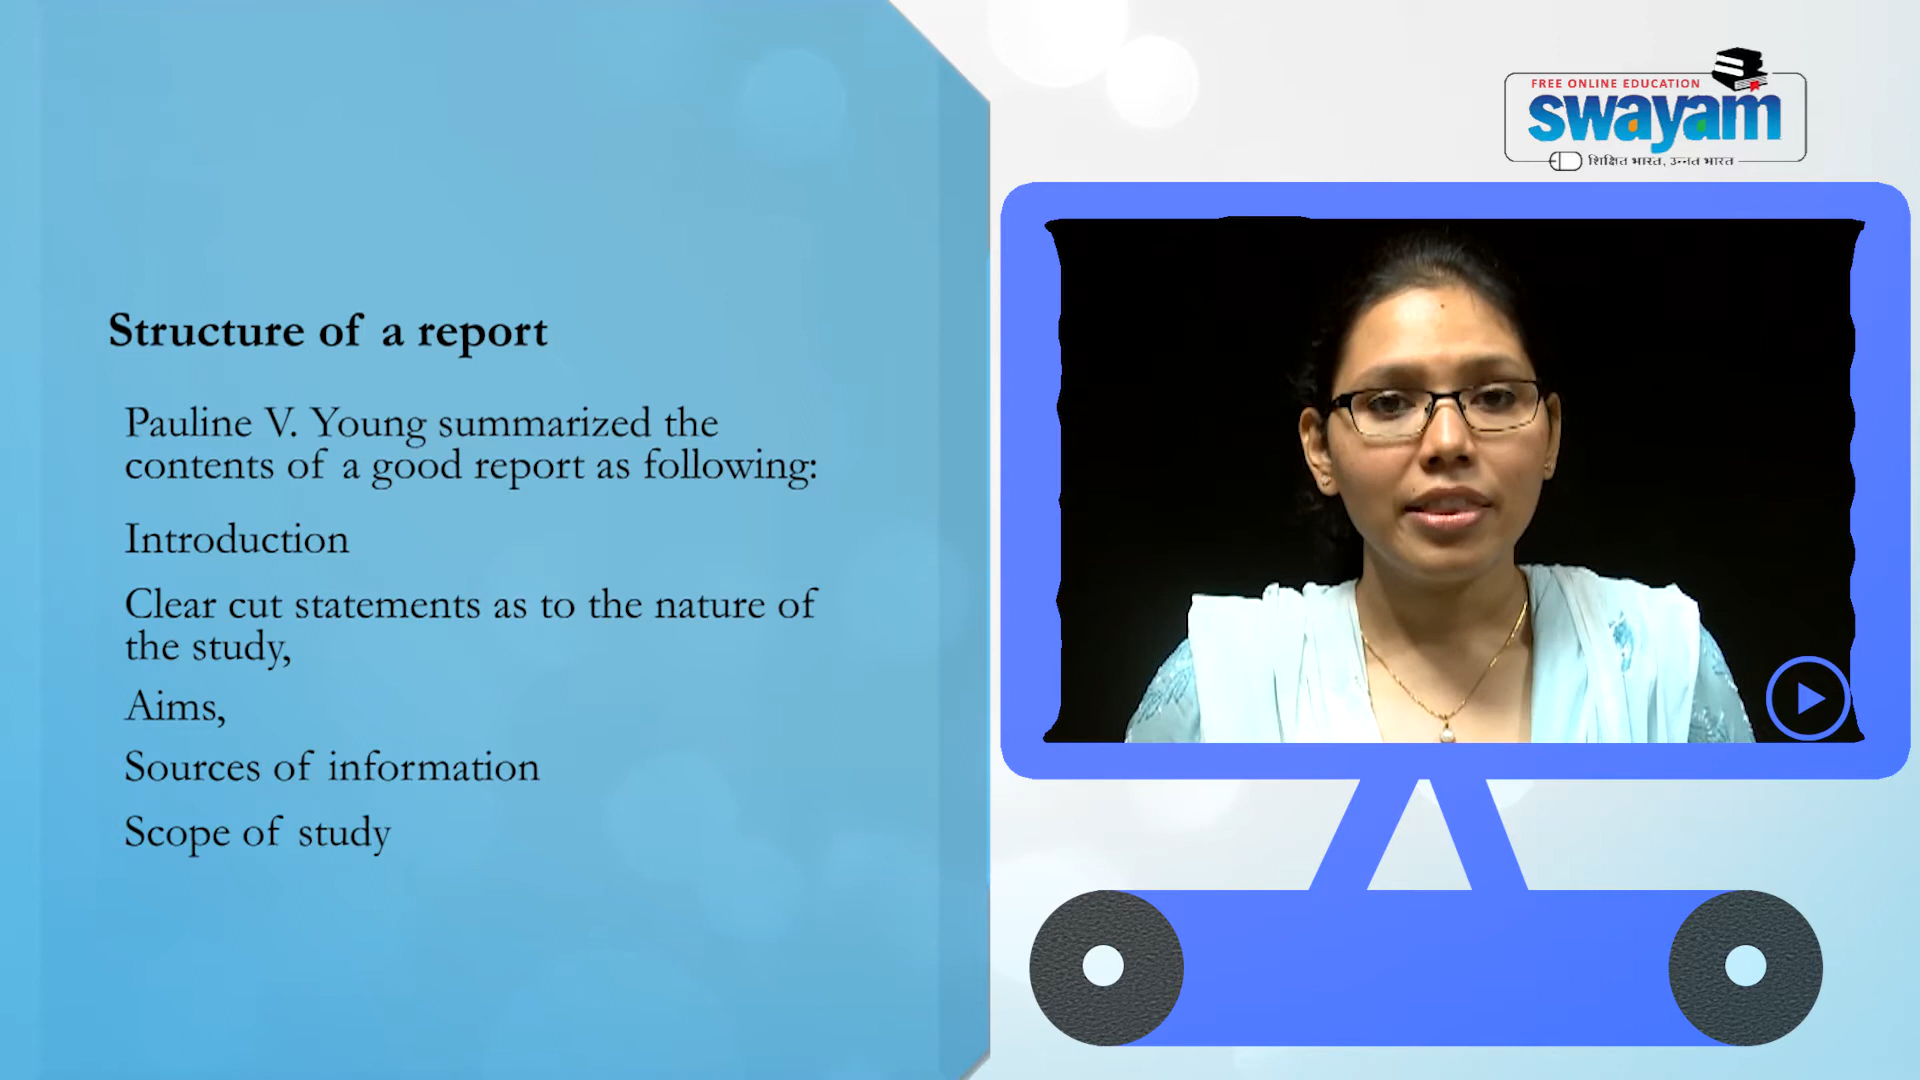 FREE ONLINE EDUCATION
swayam
शिक्षित भारत, उन्नत भारत
Structure of a report
Pauline V. Young summarized the
contents of a good report as following:
Introduction
Clear cut statements as to the nature of
the study,
Aims,
Sources of information
Scope of study